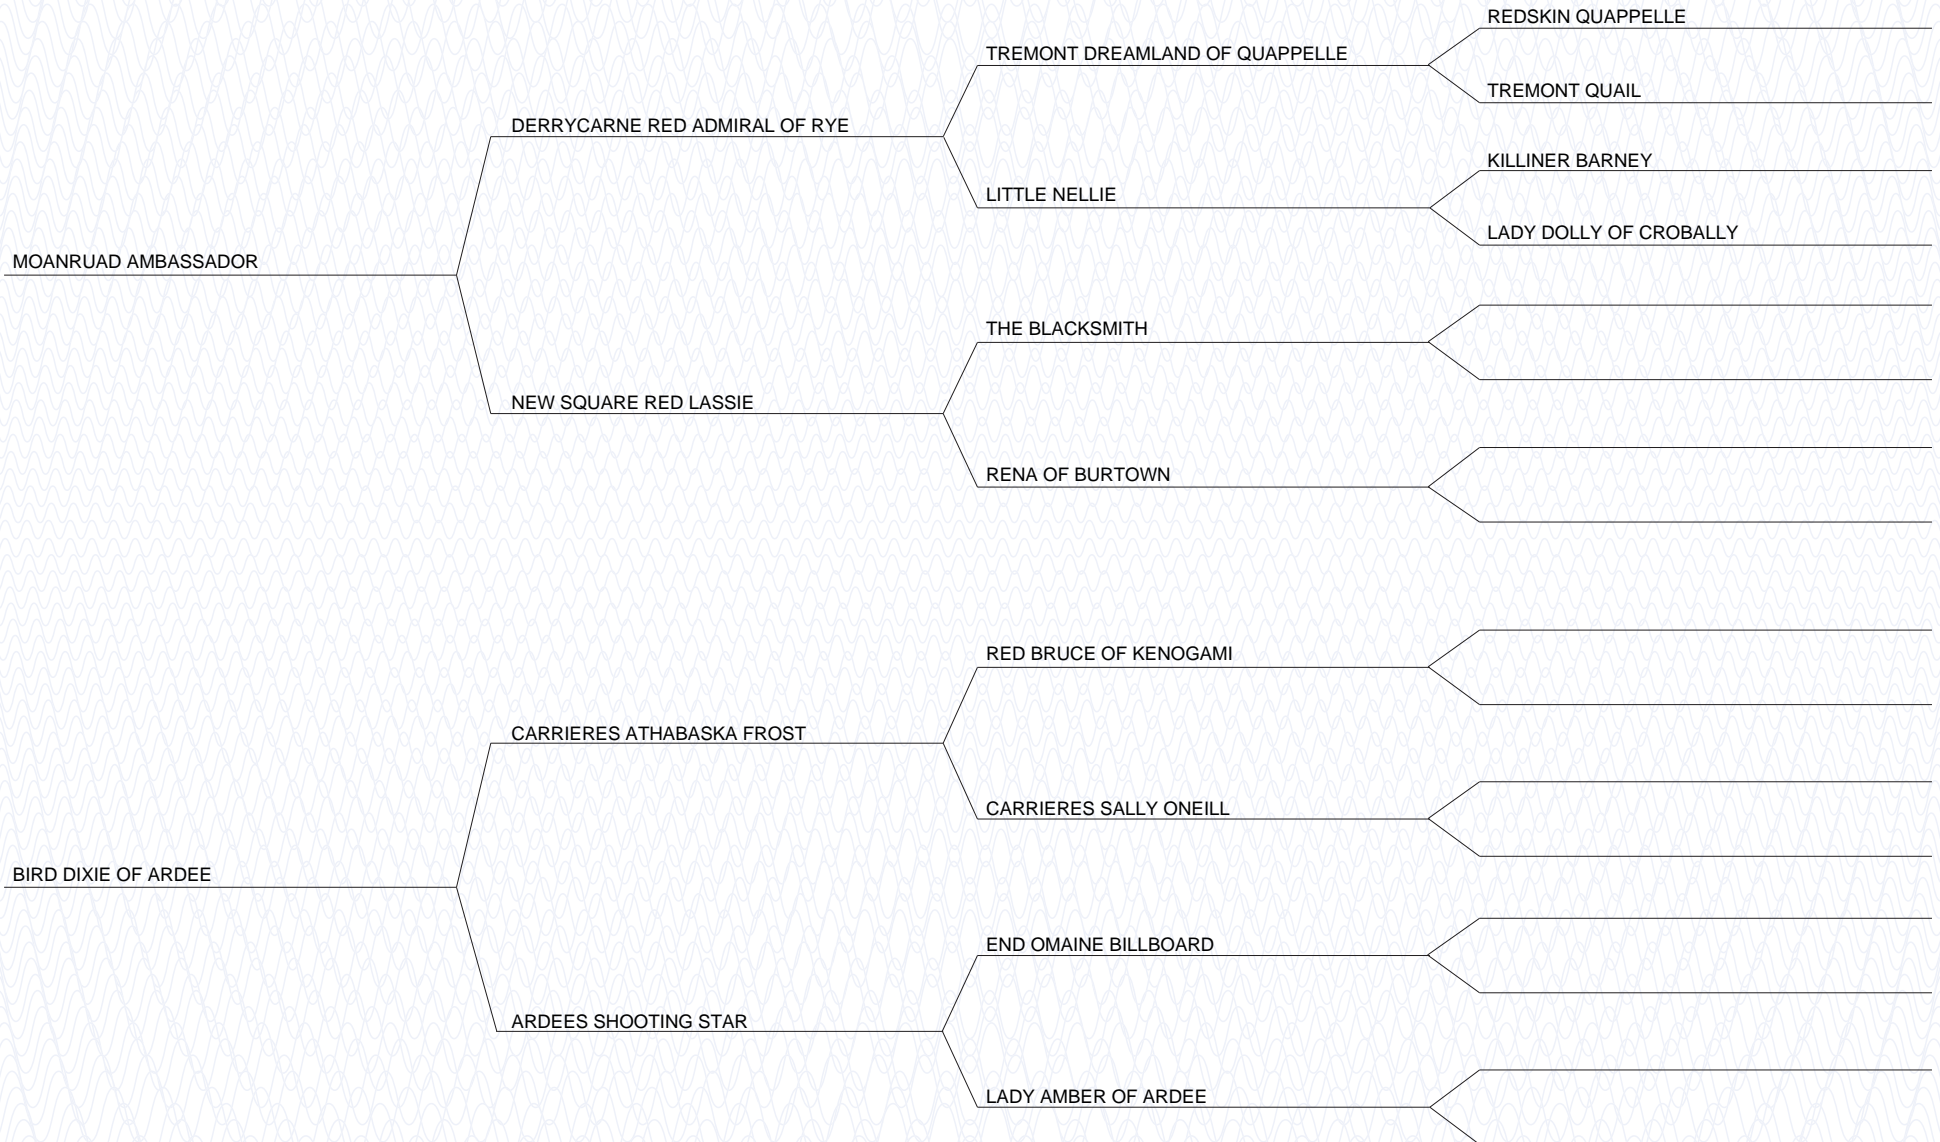 REDSKIN QUAPPELLE
TREMONT DREAMLAND OF QUAPPELLE
TREMONT QUAIL
DERRYCARNE RED ADMIRAL OF RYE
KILLINER BARNEY
LITTLE NELLIE
LADY DOLLY OF CROBALLY
MOANRUAD AMBASSADOR
THE BLACKSMITH
NEW SQUARE RED LASSIE
RENA OF BURTOWN
RED BRUCE OF KENOGAMI
CARRIERES ATHABASKA FROST
CARRIERES SALLY ONEILL
BIRD DIXIE OF ARDEE
END OMAINE BILLBOARD
ARDEES SHOOTING STAR
LADY AMBER OF ARDEE